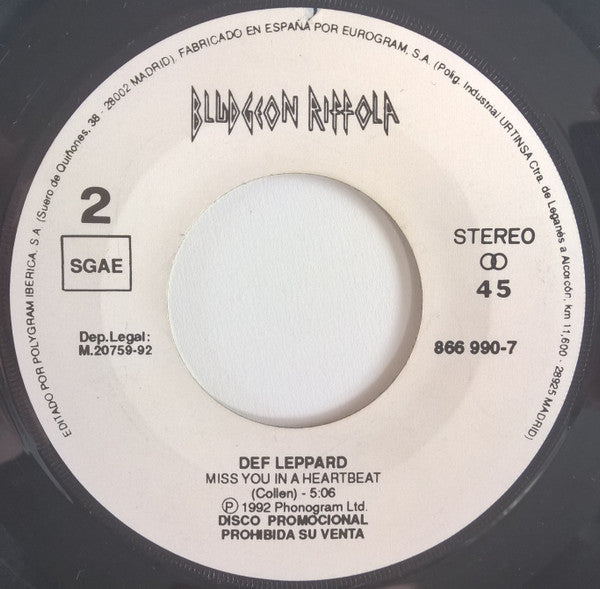 EDITADO POR POLYGRAM IBERICA, S.A. (Suero de Quiñones, 38 - 28002 MADRID). FABRICADO EN ESPAÑA POR EUROGRAM, S.A. (Polig. Industrial URTINSA Ctra. de Leganés a Alcorcón, km 11,600 - 28925 MADRID)
BLUDGEON RIFFOLA
2
SGAE
STEREO
45
Dep.Legal:
M.20759-92
866 990-7
DEF LEPPARD
MISS YOU IN A HEARTBEAT
(Collen) - 5:06
Ⓟ 1992 Phonogram Ltd.
DISCO PROMOCIONAL
PROHIBIDA SU VENTA